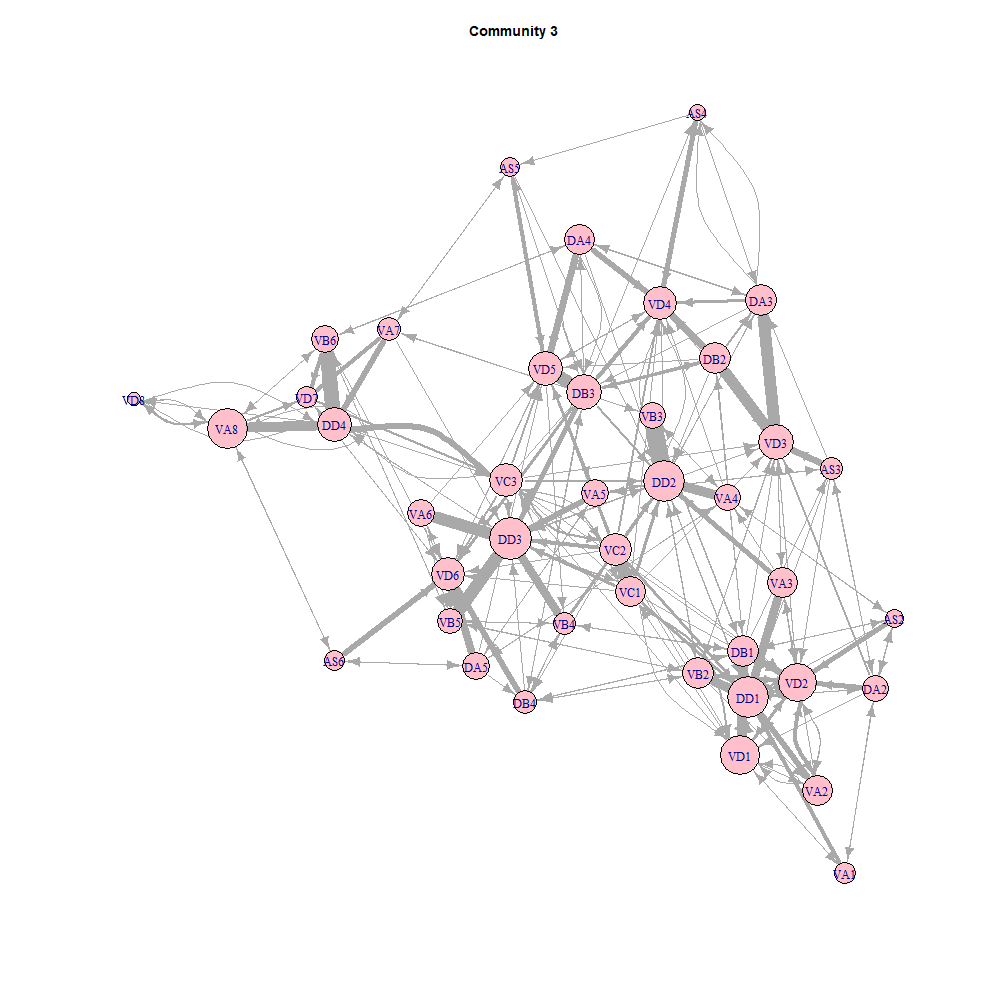 Community 3
AS4
AS5
DA4
VD4
DA3
VA7
VB6
DB2
VD5
DB3
VD7
VD8
VB3
DD4
VA8
VD3
AS3
VC3
DD2
VA5
VA4
VA6
DD3
VC2
VD6
VC1
VA3
AS2
VB5
VB4
DB1
AS6
DA5
VB2
VD2
DA2
DD1
DB4
VD1
VA2
VA1